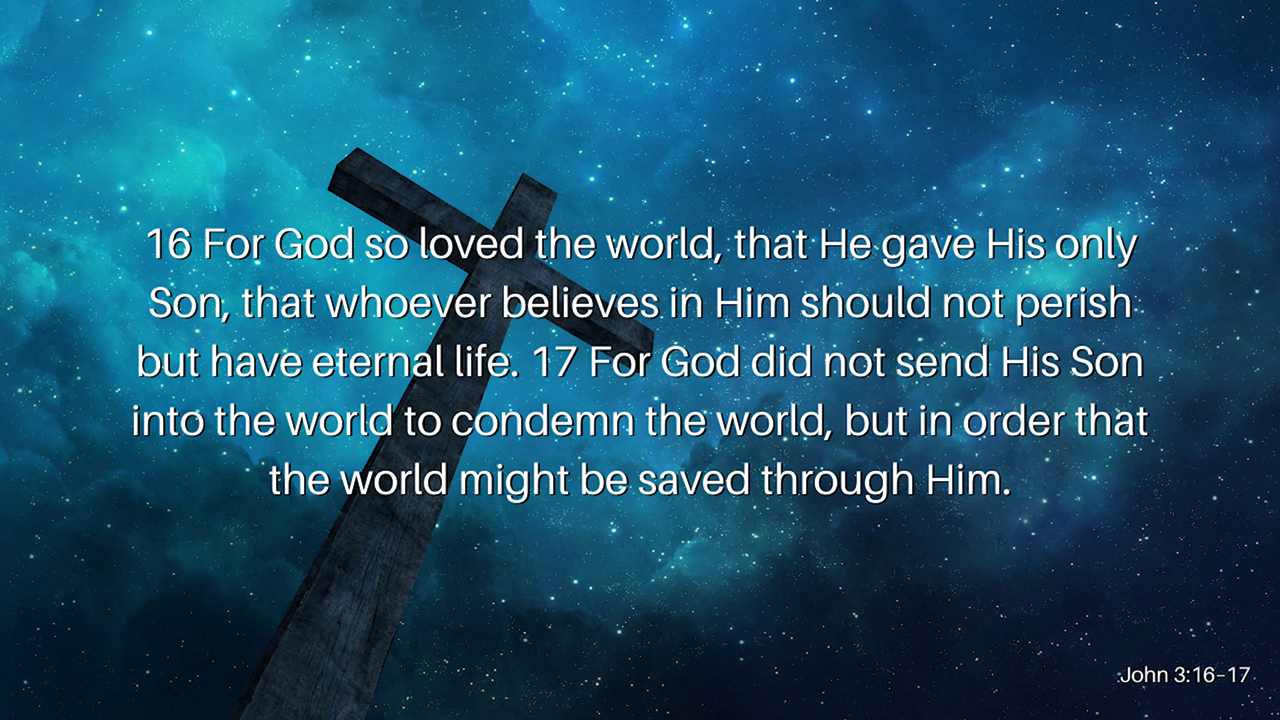 16 For God so loved the world, that He gave His only
Son, that whoever believes in Him should not perish
but have eternal life. 17 For God did not send His Son
into the world to condemn the world, but in order that
the world might be saved through Him.
John 3:16-17